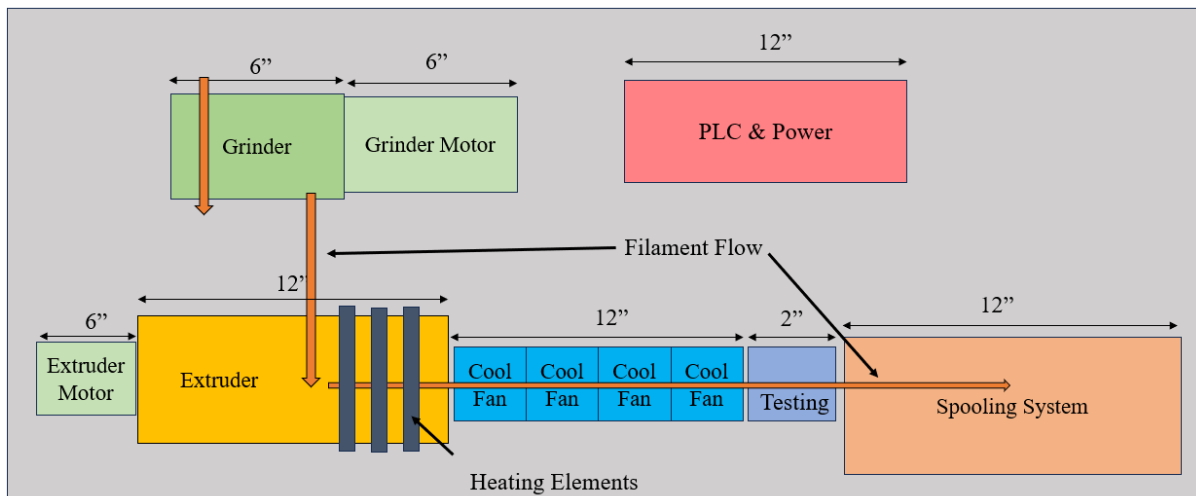 6”
6”
12”
Grinder
Grinder Motor
PLC & Power
Filament Flow
12”
6”
12”
2”
12”
Extruder
Motor
Extruder
Cool
Fan
Cool
Fan
Cool
Fan
Cool
Fan
Testing
Spooling System
Heating Elements